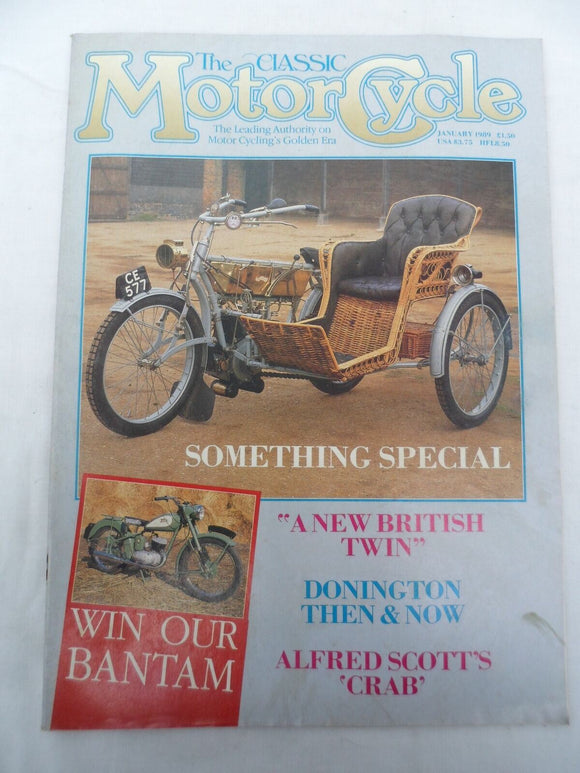 The CLASSIC
MotorCycle
The Leading Authority on
Motor Cycling's Golden Era
JANUARY 1989 £1.50
USA $3.75 HFL8.50
CE
577
SOMETHING SPECIAL
"A NEW BRITISH
TWIN"
DONINGTON
THEN & NOW
ALFRED SCOTT'S
'CRAB'
WIN OUR
BANTAM